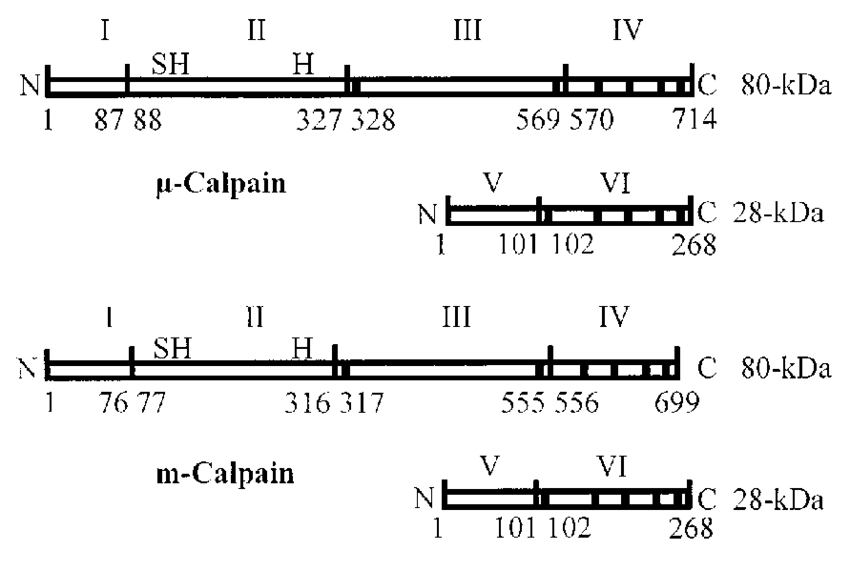 I II III IV
SH H
N C 80-kDa
1 87 88 327 328 569 570 714
μ-Calpain
V VI
N C 28-kDa
1 101 102 268
I II III IV
SH H
N C 80-kDa
1 76 77 316 317 555 556 699
m-Calpain
V VI
N C 28-kDa
1 101 102 268